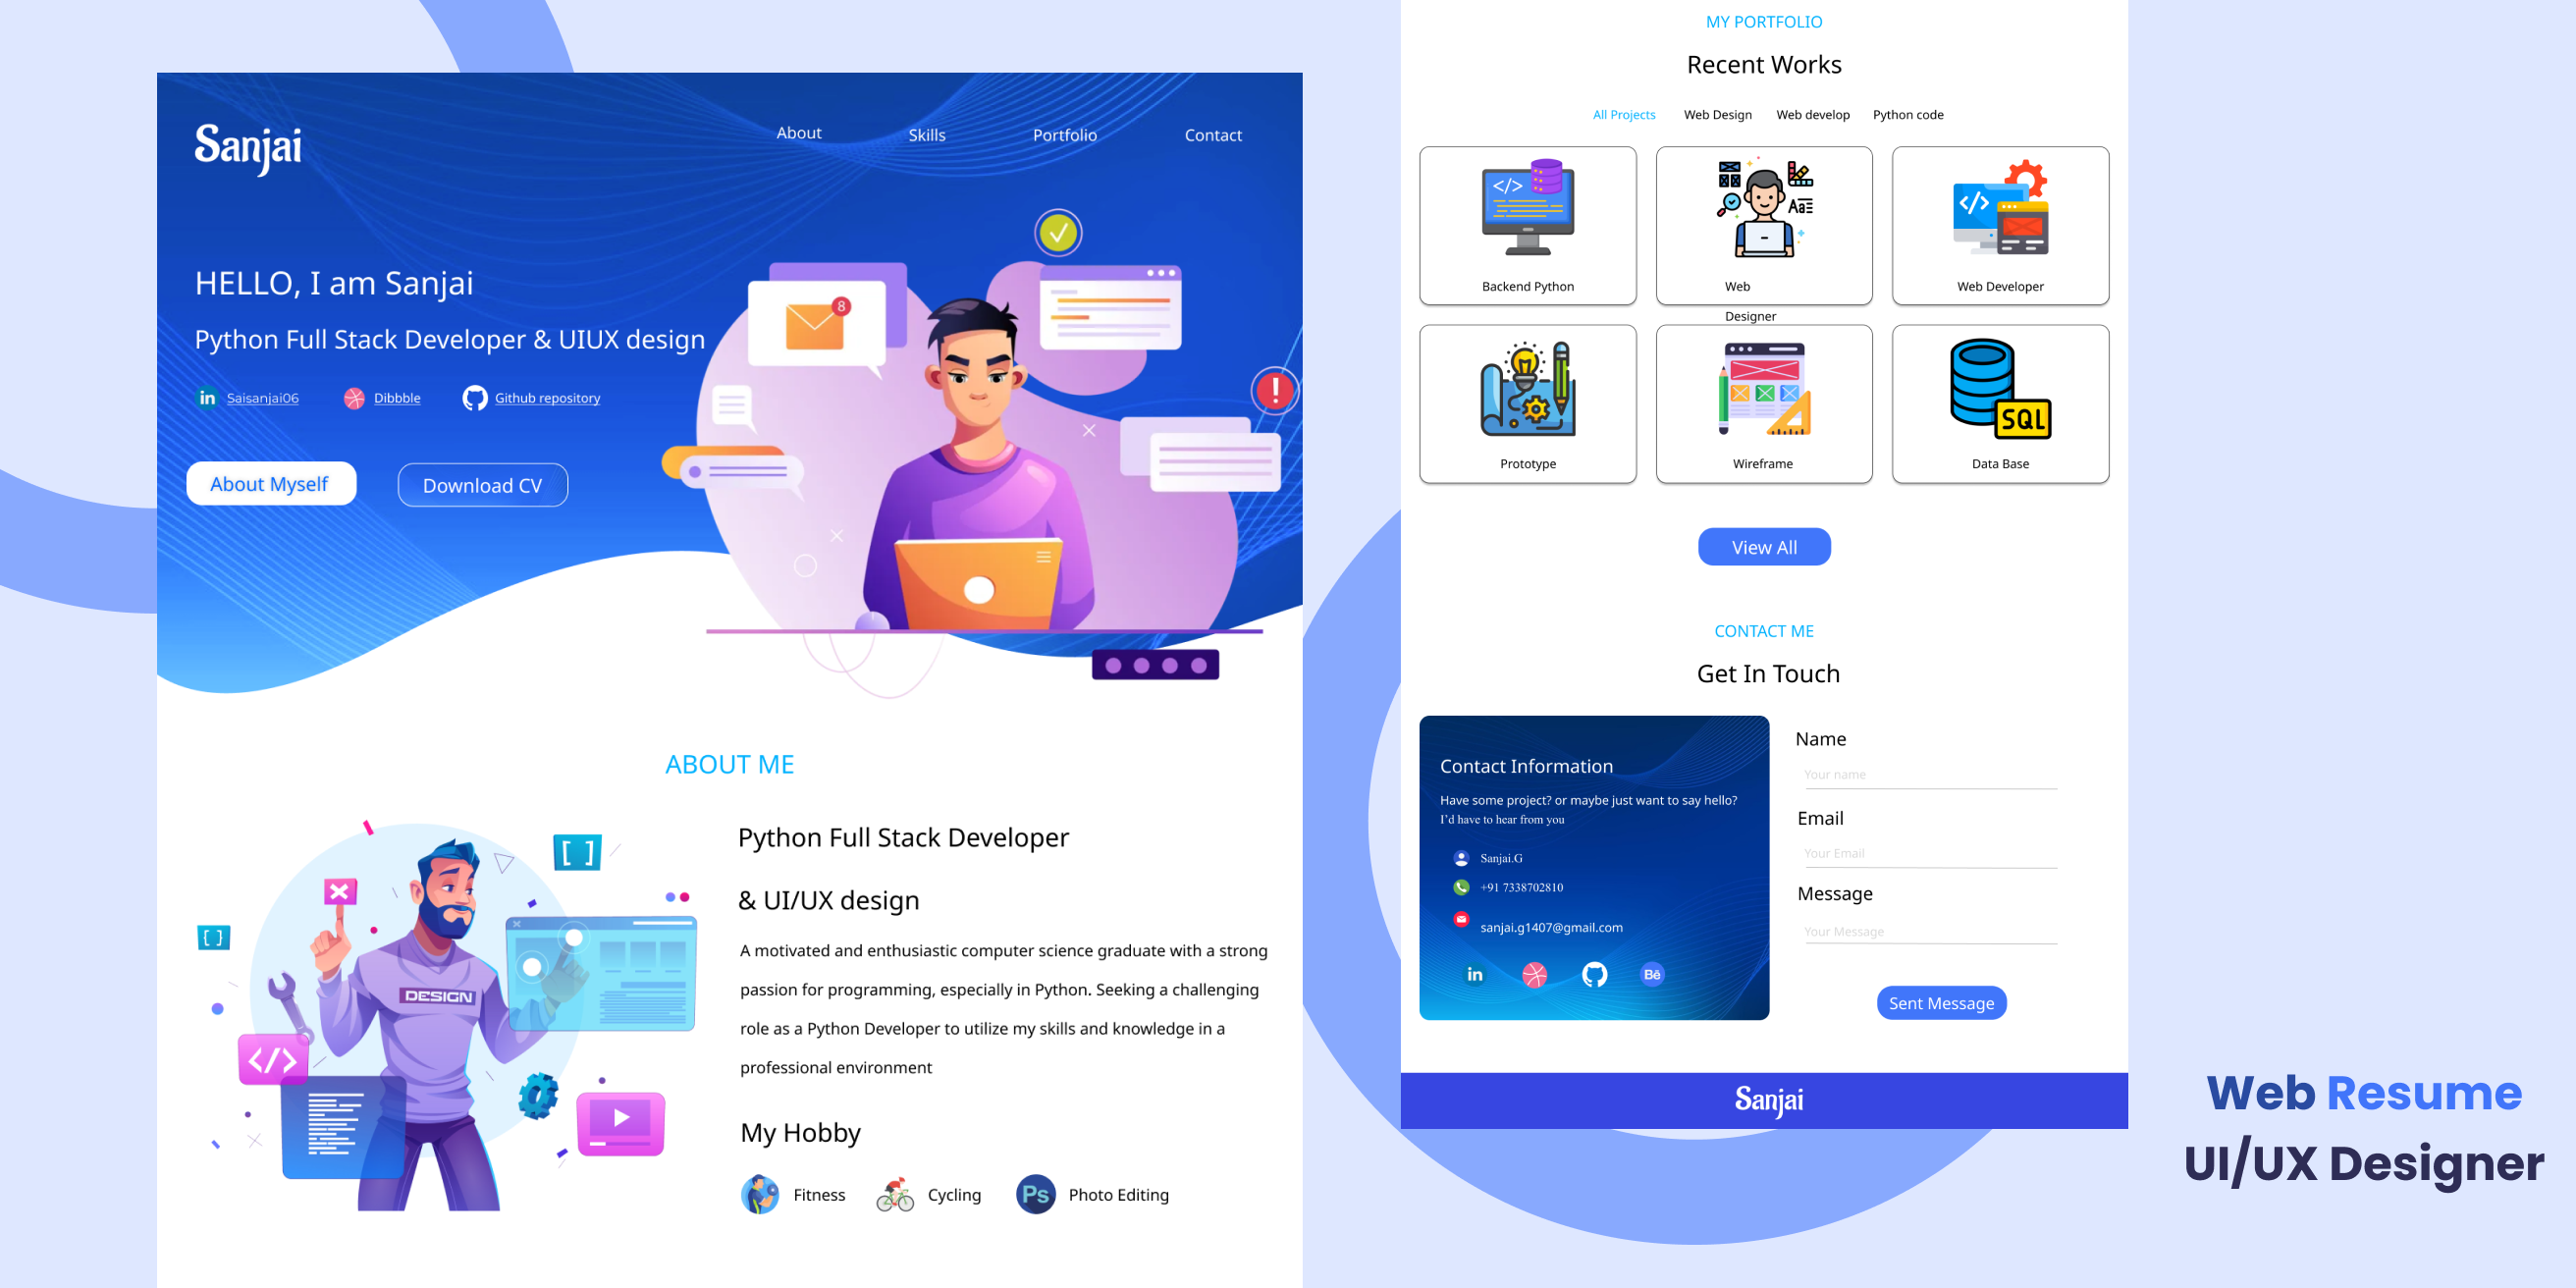 Sanjai
About Skills Portfolio Contact
HELLO, I am Sanjai
Python Full Stack Developer & UIUX design
in Saisanjai06 Dibbble Github repository
About Myself Download CV
8
!
ABOUT ME
[ ]
{ }
DESIGN
</>
Python Full Stack Developer
& UI/UX design
A motivated and enthusiastic computer science graduate with a strong
passion for programming, especially in Python. Seeking a challenging
role as a Python Developer to utilize my skills and knowledge in a
professional environment
My Hobby
Fitness Cycling Ps Photo Editing
MY PORTFOLIO
Recent Works
All Projects Web Design Web develop Python code
</>
Aa
</>
Backend Python Web Web Developer
Designer
SQL
Prototype Wireframe Data Base
View All
CONTACT ME
Get In Touch
Contact Information
Have some project? or maybe just want to say hello?
I'd have to hear from you
Sanjai.G
+91 7338702810
sanjai.g1407@gmail.com
in Bē
Name
Your name
Email
Your Email
Message
Your Message
Sent Message
Sanjai
Web Resume
UI/UX Designer